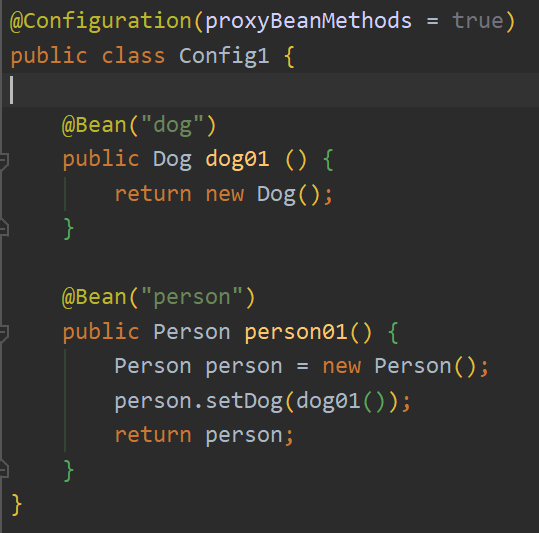 @Configuration(proxyBeanMethods = true)
public class Config1 {
@Bean("dog")
public Dog dog01 () {
return new Dog();
}
@Bean("person")
public Person person01() {
Person person = new Person();
person.setDog(dog01());
return person;
}
}